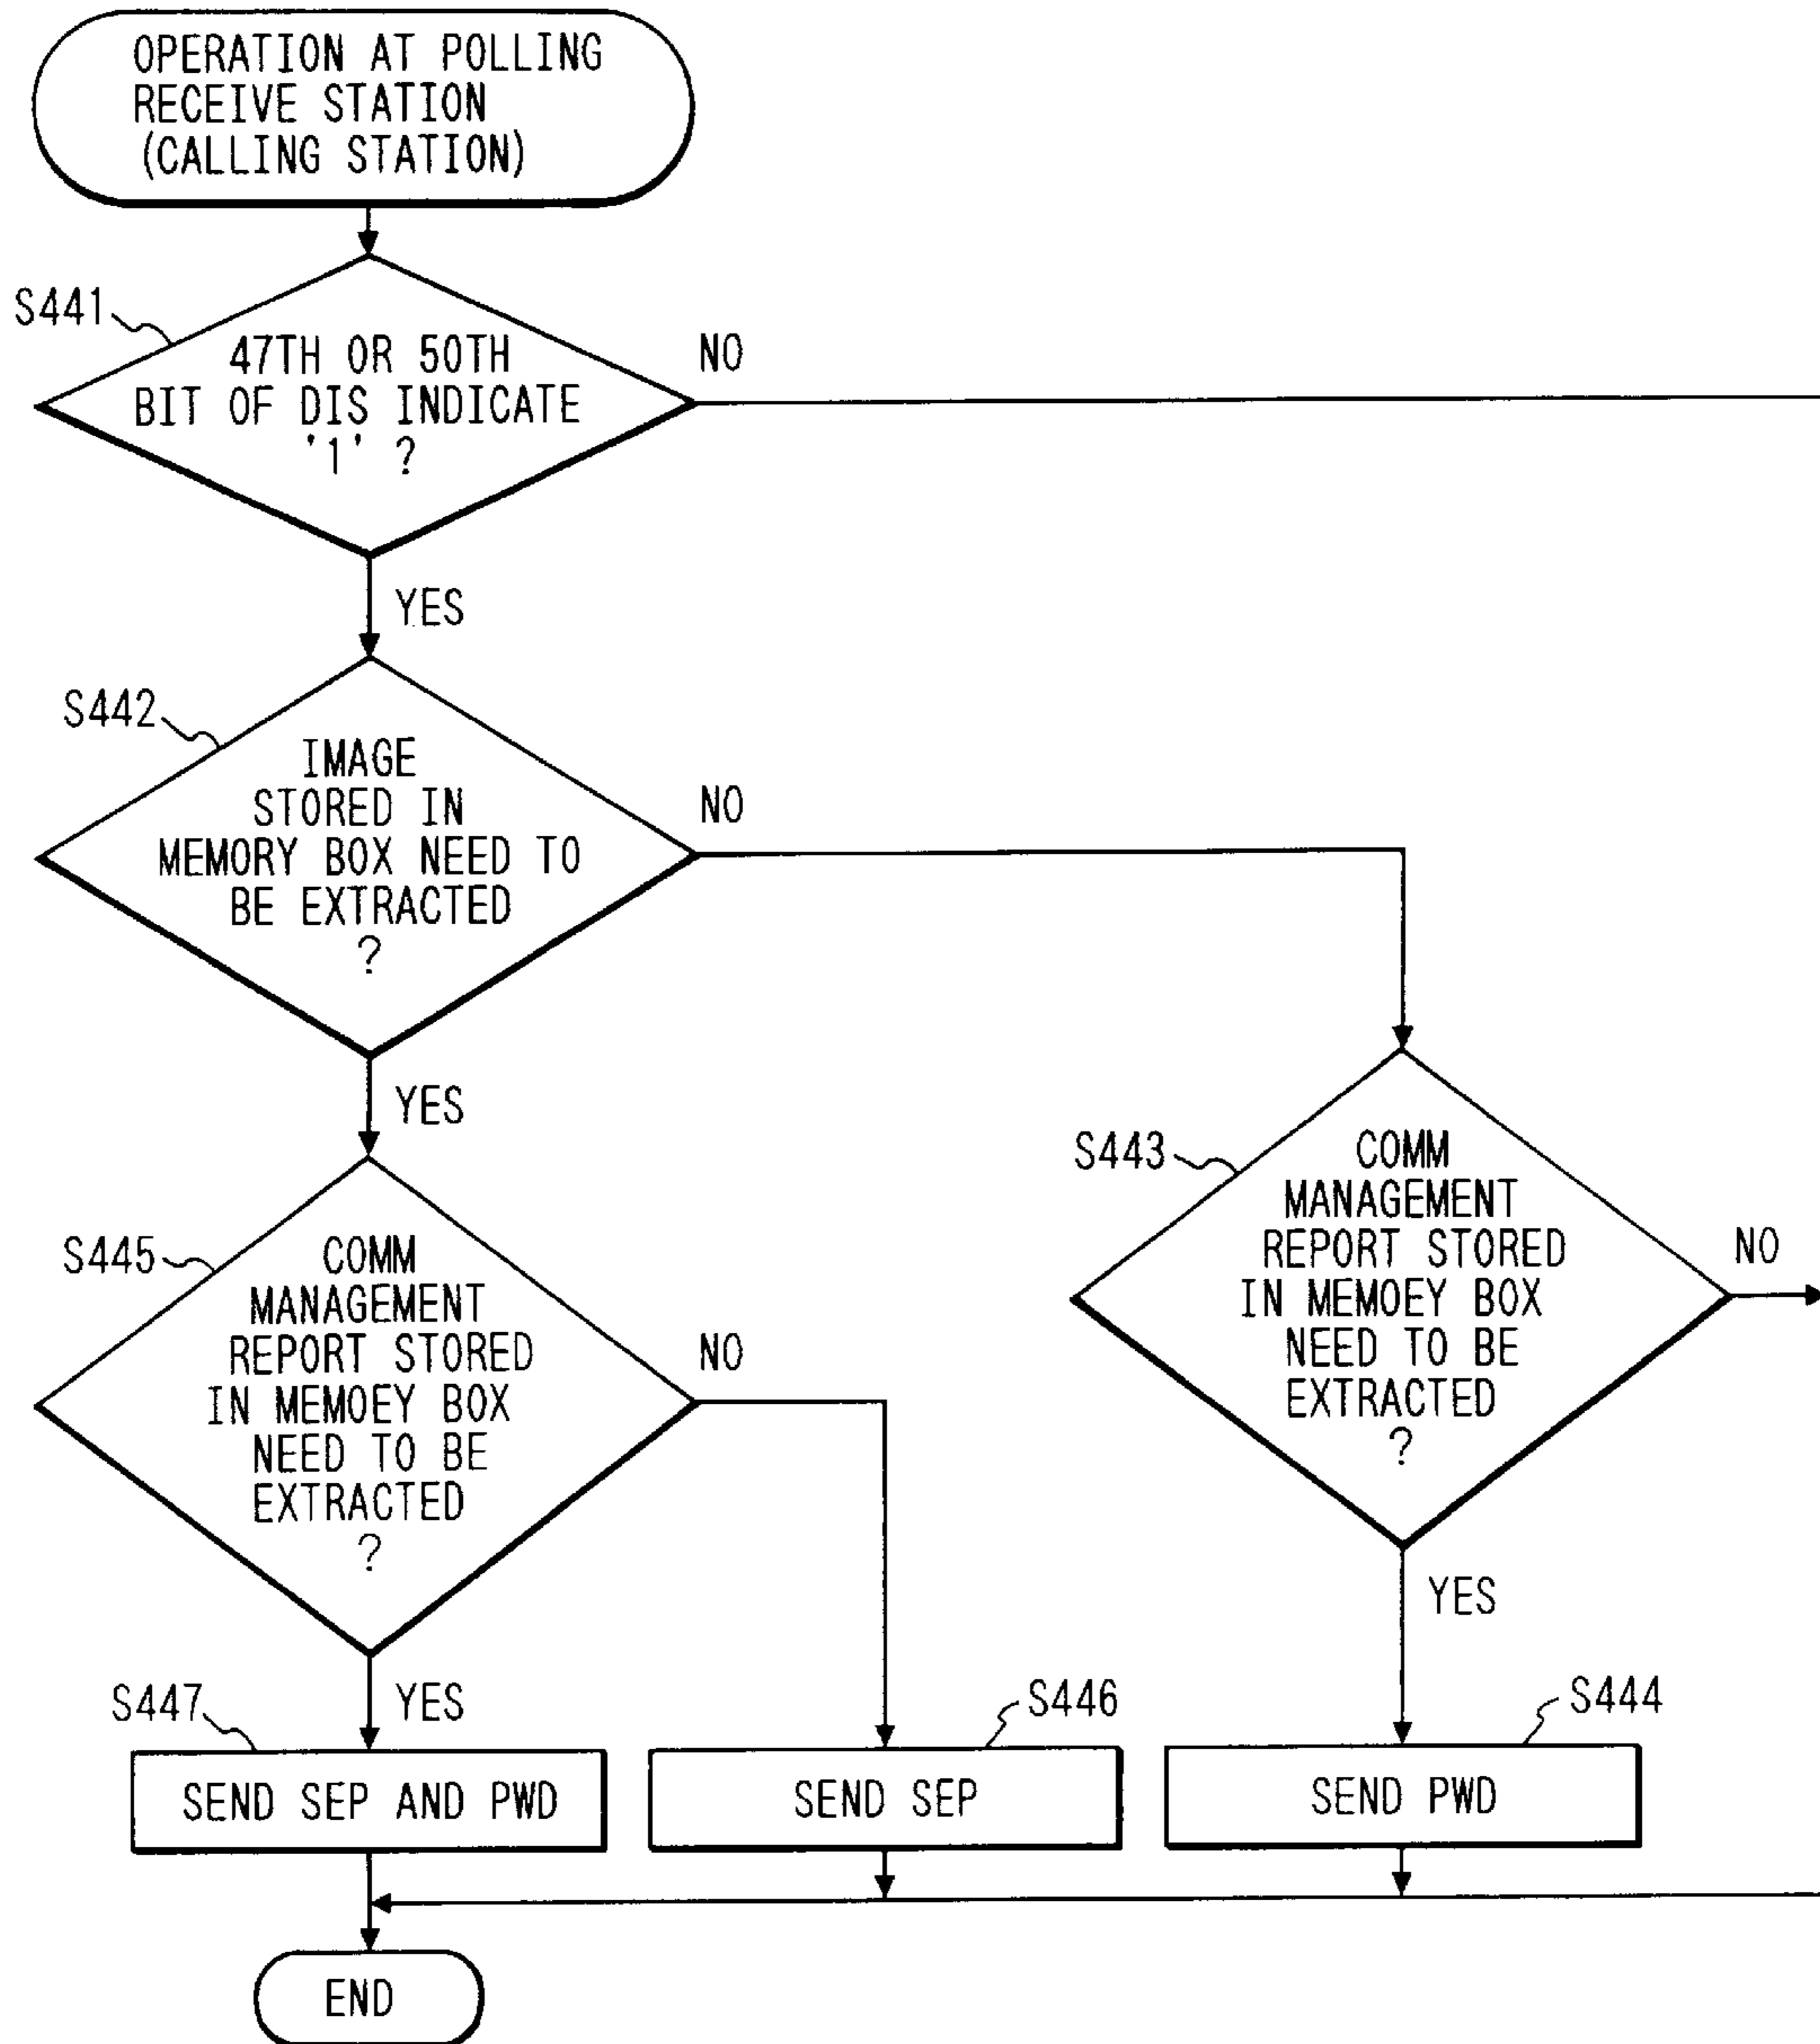 OPERATION AT POLLING
RECEIVE STATION
(CALLING STATION)
S441
47TH OR 50TH
BIT OF DIS INDICATE
'1' ?
NO
YES
S442
IMAGE
STORED IN
MEMORY BOX NEED TO
BE EXTRACTED
?
NO
YES
S443
COMM
MANAGEMENT
REPORT STORED
IN MEMOEY BOX
NEED TO BE
EXTRACTED
?
NO
YES
S445
COMM
MANAGEMENT
REPORT STORED
IN MEMOEY BOX
NEED TO BE
EXTRACTED
?
NO
YES
S447
SEND SEP AND PWD
S446
SEND SEP
S444
SEND PWD
END